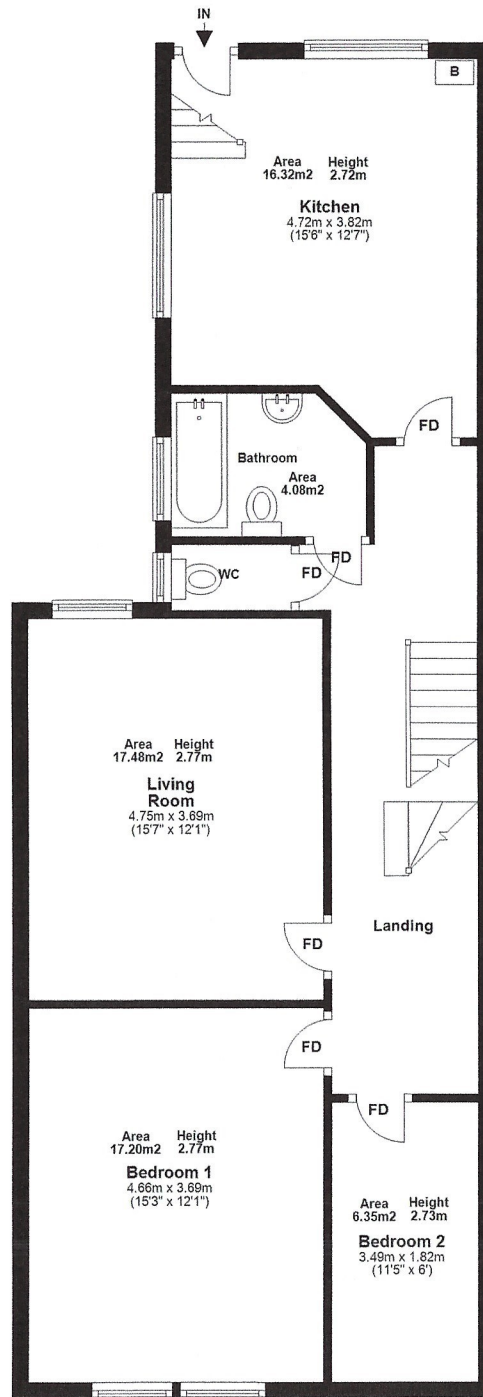 IN
B
Area Height
16.32m2 2.72m
Kitchen
4.72m x 3.82m
(15'6" x 12'7")
FD
Bathroom
Area
4.08m2
FD
WC
FD
Area Height
17.48m2 2.77m
Living
Room
4.75m x 3.69m
(15'7" x 12'1")
Landing
FD
FD
FD
Area Height
17.20m2 2.77m
Bedroom 1
4.66m x 3.69m
(15'3" x 12'1")
Area Height
6.35m2 2.73m
Bedroom 2
3.49m x 1.82m
(11'5" x 6')